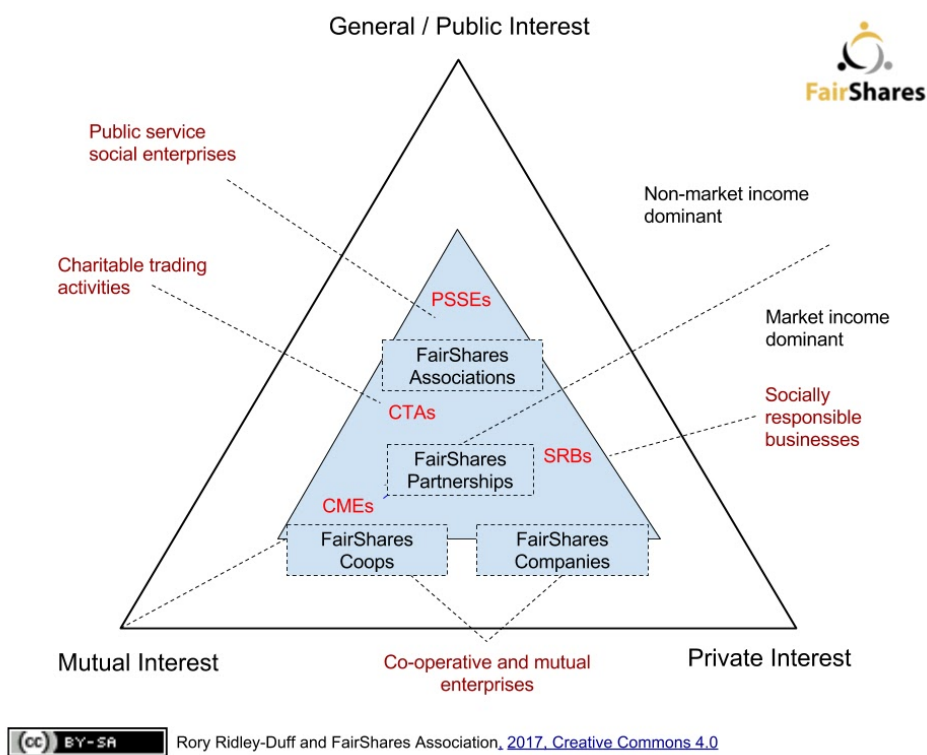 General / Public Interest
FairShares
Public service
social enterprises
Non-market income
dominant
Charitable trading
activities
PSSEs
Market income
dominant
FairShares
Associations
Socially
responsible
businesses
CTAs
FairShares
Partnerships
SRBs
CMEs
FairShares
Coops
FairShares
Companies
Mutual Interest
Co-operative and mutual
enterprises
Private Interest
(cc) BY-SA
Rory Ridley-Duff and FairShares Association, 2017, Creative Commons 4.0